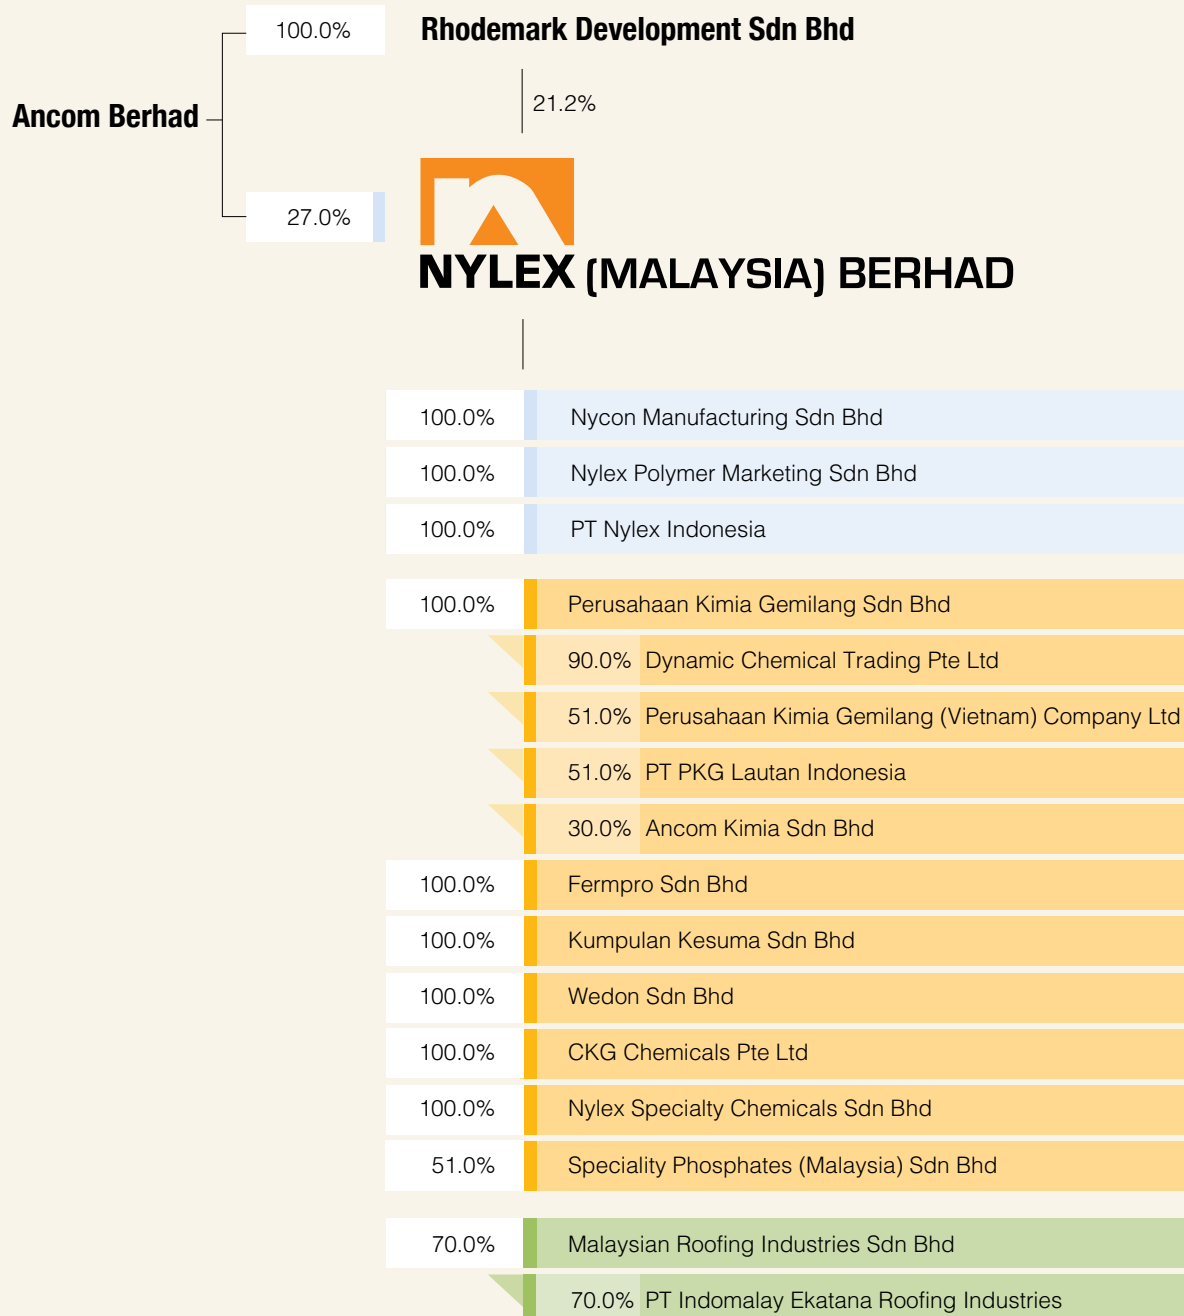 100.0% Rhodemark Development Sdn Bhd
21.2%
Ancom Berhad
27.0%
NYLEX (MALAYSIA) BERHAD
100.0% Nycon Manufacturing Sdn Bhd
100.0% Nylex Polymer Marketing Sdn Bhd
100.0% PT Nylex Indonesia
100.0% Perusahaan Kimia Gemilang Sdn Bhd
90.0% Dynamic Chemical Trading Pte Ltd
51.0% Perusahaan Kimia Gemilang (Vietnam) Company Ltd
51.0% PT PKG Lautan Indonesia
30.0% Ancom Kimia Sdn Bhd
100.0% Fermpro Sdn Bhd
100.0% Kumpulan Kesuma Sdn Bhd
100.0% Wedon Sdn Bhd
100.0% CKG Chemicals Pte Ltd
100.0% Nylex Specialty Chemicals Sdn Bhd
51.0% Speciality Phosphates (Malaysia) Sdn Bhd
70.0% Malaysian Roofing Industries Sdn Bhd
70.0% PT Indomalay Ekatana Roofing Industries